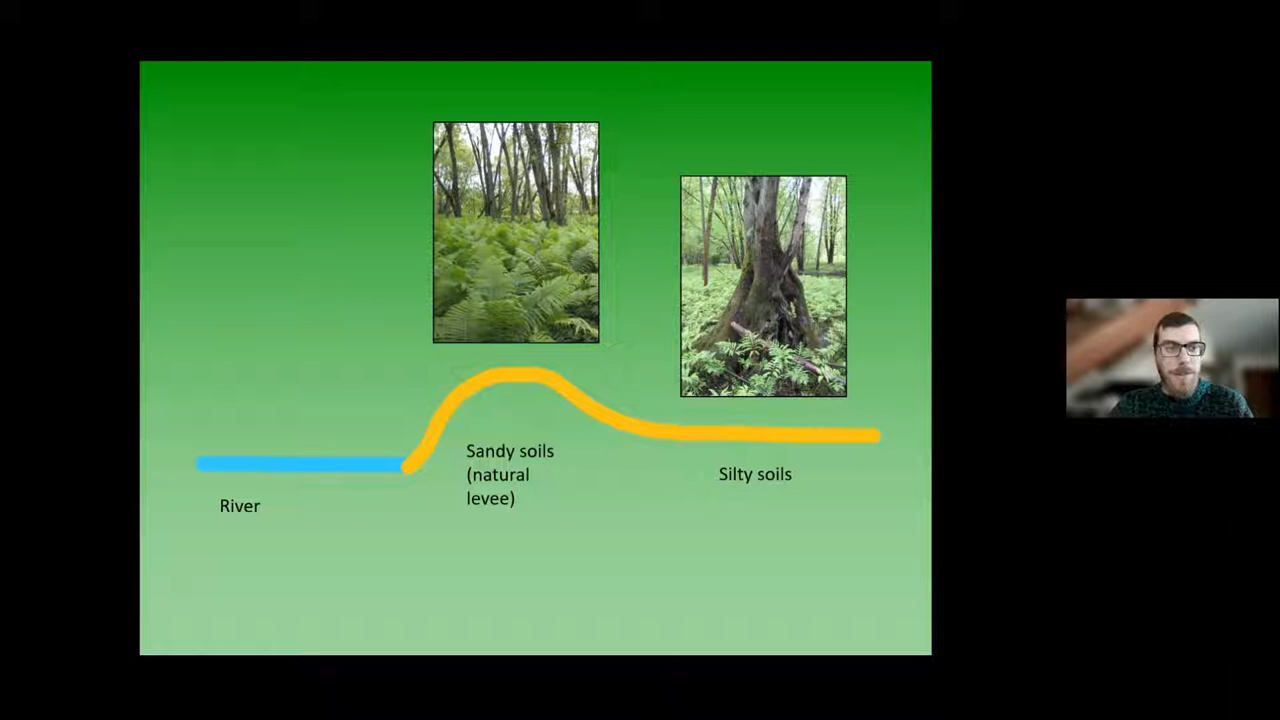 River
Sandy soils
(natural
levee)
Silty soils